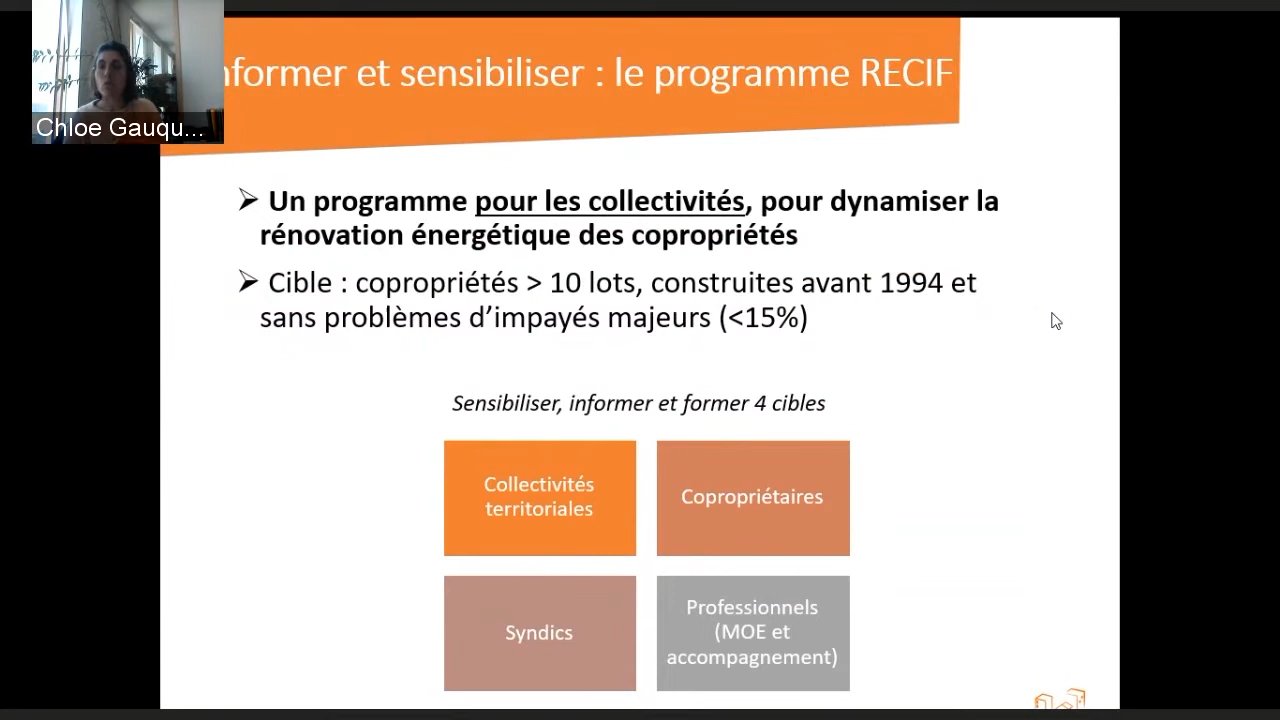 nformer et sensibiliser : le programme RECIF
Chloe Gauqu...
➢ Un programme pour les collectivités, pour dynamiser la
rénovation énergétique des copropriétés
➢ Cible : copropriétés > 10 lots, construites avant 1994 et
sans problèmes d’impayés majeurs (<15%)
Sensibiliser, informer et former 4 cibles
Collectivités
territoriales
Copropriétaires
Syndics
Professionnels
(MOE et
accompagnement)